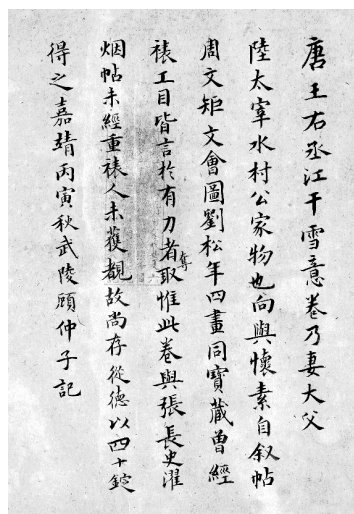 唐王右丞江干雪意卷乃妻大父
陸太宰水村公家物也向與懷素自叙帖
周文矩文會圖劉松年四畫同寶藏曾經
裱工目皆言於有力者奪取惟此卷與張長史濯
烟帖未經重裱人未獲覩故尚存從德以四十錠
得之嘉靖丙寅秋武陵顧仲子記